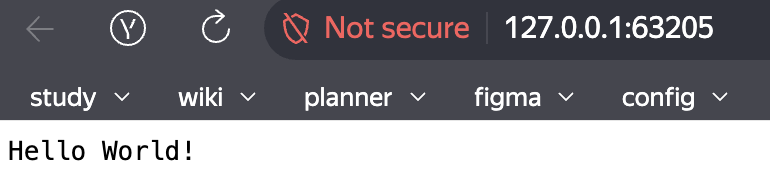 Not secure 127.0.0.1:63205
study wiki planner figma config
Hello World!